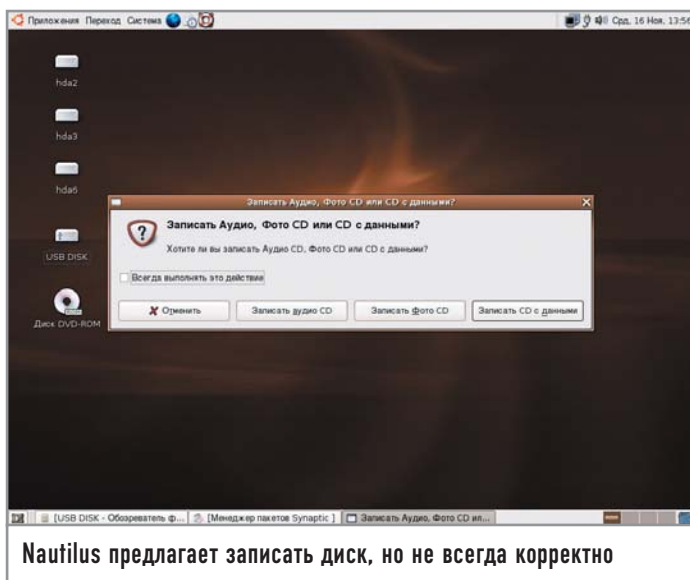 Приложения Переход Система
Срд, 16 Ноя, 13:56
hda2
hda3
hda6
USB DISK
Диск DVD-ROM
Записать Аудио, Фото CD или CD с данными?
Записать Аудио, Фото CD или CD с данными?
Хотите ли вы записать Аудио CD, Фото CD или CD с данными?
Всегда выполнять это действие
Отменить
Записать аудио CD
Записать Фото CD
Записать CD с данными
[USB DISK - Обозреватель ф...
[Менеджер пакетов Synaptic ]
Записать Аудио, Фото CD ил...
Nautilus предлагает записать диск, но не всегда корректно